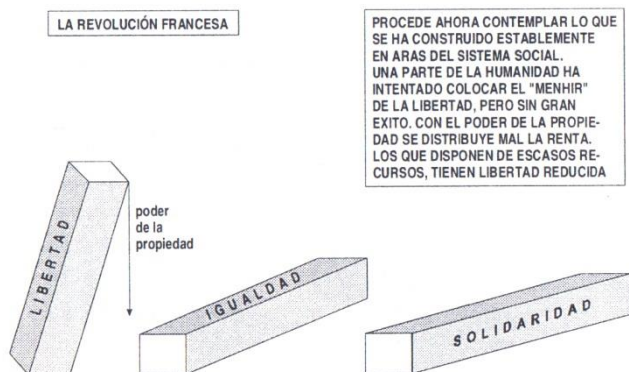 LA REVOLUCIÓN FRANCESA
PROCEDE AHORA CONTEMPLAR LO QUE
SE HA CONSTRUIDO ESTABLEMENTE
EN ARAS DEL SISTEMA SOCIAL.
UNA PARTE DE LA HUMANIDAD HA
INTENTADO COLOCAR EL "MENHIR"
DE LA LIBERTAD, PERO SIN GRAN
EXITO. CON EL PODER DE LA PROPIE-
DAD SE DISTRIBUYE MAL LA RENTA.
LOS QUE DISPONEN DE ESCASOS RE-
CURSOS, TIENEN LIBERTAD REDUCIDA
LIBERTAD
poder
de la
propiedad
IGUALDAD
SOLIDARIDAD